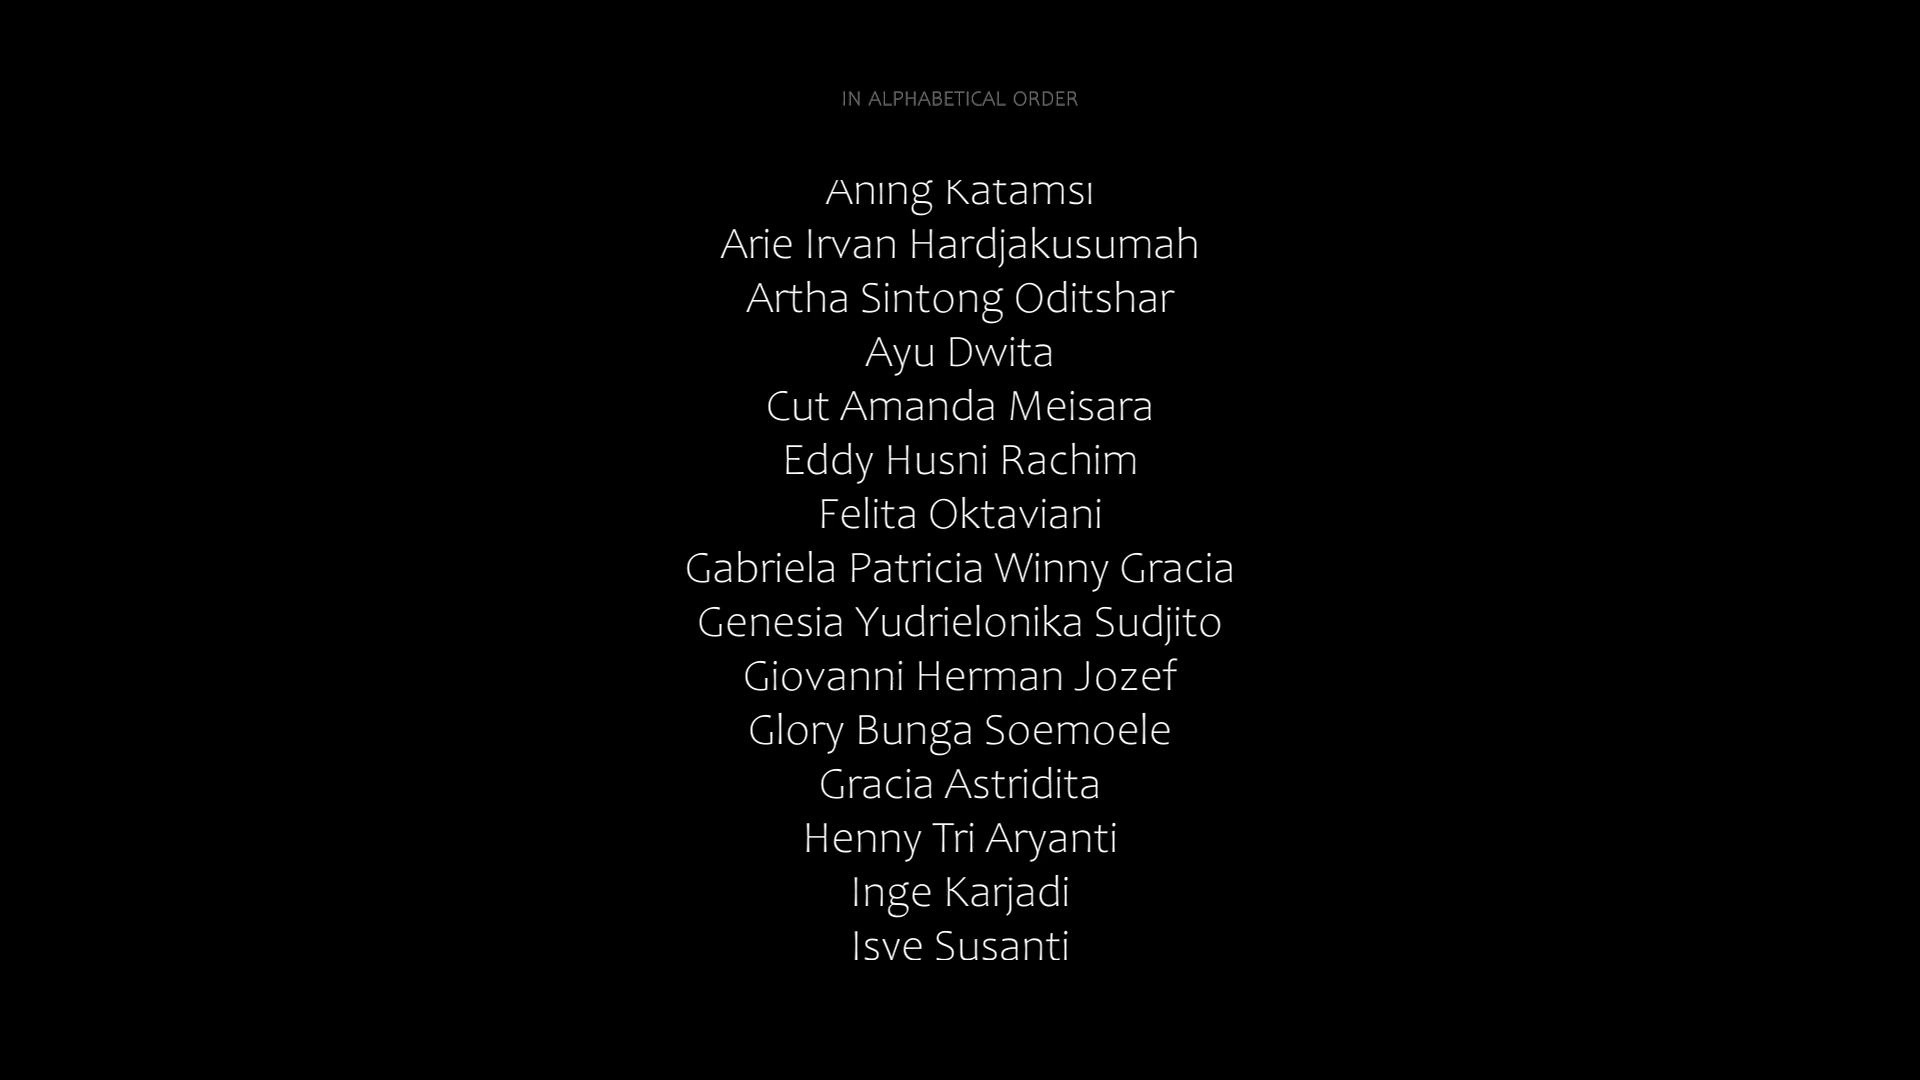 IN ALPHABETICAL ORDER
Aning Katamsi
Arie Irvan Hardjakusumah
Artha Sintong Oditshar
Ayu Dwita
Cut Amanda Meisara
Eddy Husni Rachim
Felita Oktaviani
Gabriela Patricia Winny Gracia
Genesia Yudrielonika Sudjito
Giovanni Herman Jozef
Glory Bunga Soemoele
Gracia Astridita
Henny Tri Aryanti
Inge Karjadi
Isve Susanti